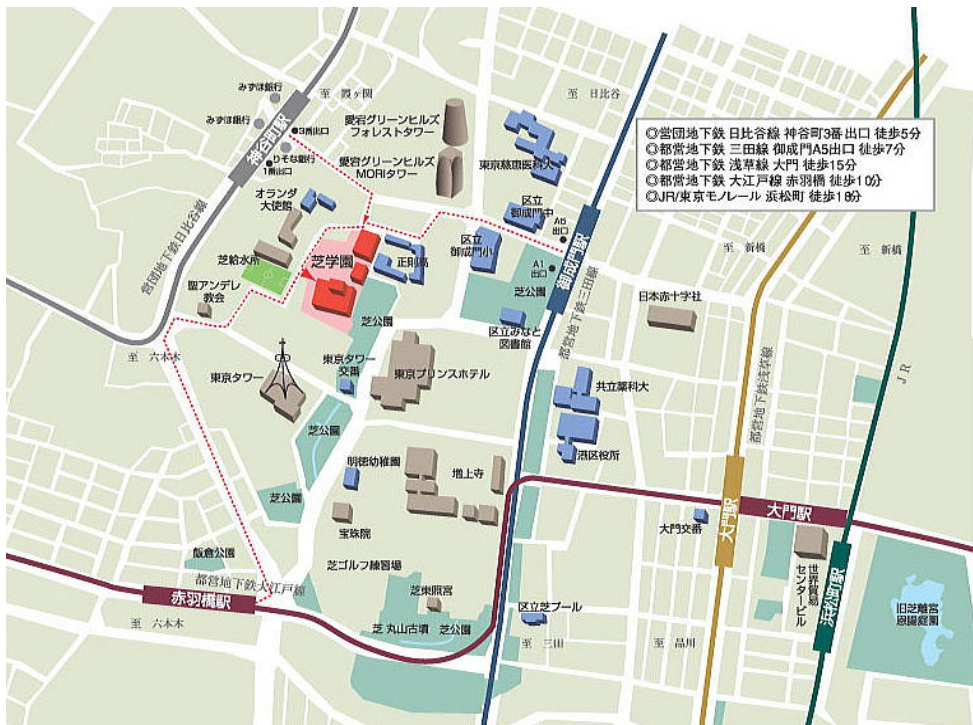 みずほ銀行
至 霞ヶ関
みずほ銀行
神谷町駅
3番出口
りそな銀行
1番出口
愛宕グリーンヒルズ
フォレストタワー
愛宕グリーンヒルズ
MORIタワー
東京慈恵医科大
至 日比谷
◎営団地下鉄 日比谷線 神谷町3番出口 徒歩5分
◎都営地下鉄 三田線 御成門A5出口 徒歩7分
◎都営地下鉄 浅草線 大門 徒歩15分
◎都営地下鉄 大江戸線 赤羽橋 徒歩10分
◎JR/東京モノレール 浜松町 徒歩18分
オランダ
大使館
区立
御成門中
A5
出口
御成門駅
営団地下鉄日比谷線
芝給水所
芝学園
正則高
区立
御成門小
A1
出口
芝公園
至 新橋
至 新橋
聖アンデレ
教会
芝公園
区立みなと
図書館
都営地下鉄三田線
日本赤十字社
至 六本木
東京タワー
東京タワー
交番
東京プリンスホテル
共立薬科大
都営地下鉄浅草線
JR
芝公園
明徳幼稚園
増上寺
港区役所
芝公園
宝珠院
大門駅
大門駅
大門交番
飯倉公園
都営地下鉄大江戸線
芝ゴルフ練習場
世界貿易
センタービル
浜松町駅
旧芝離宮
恩賜庭園
赤羽橋駅
至 六本木
芝東照宮
芝 丸山古墳
芝公園
区立芝プール
至 三田
至 品川